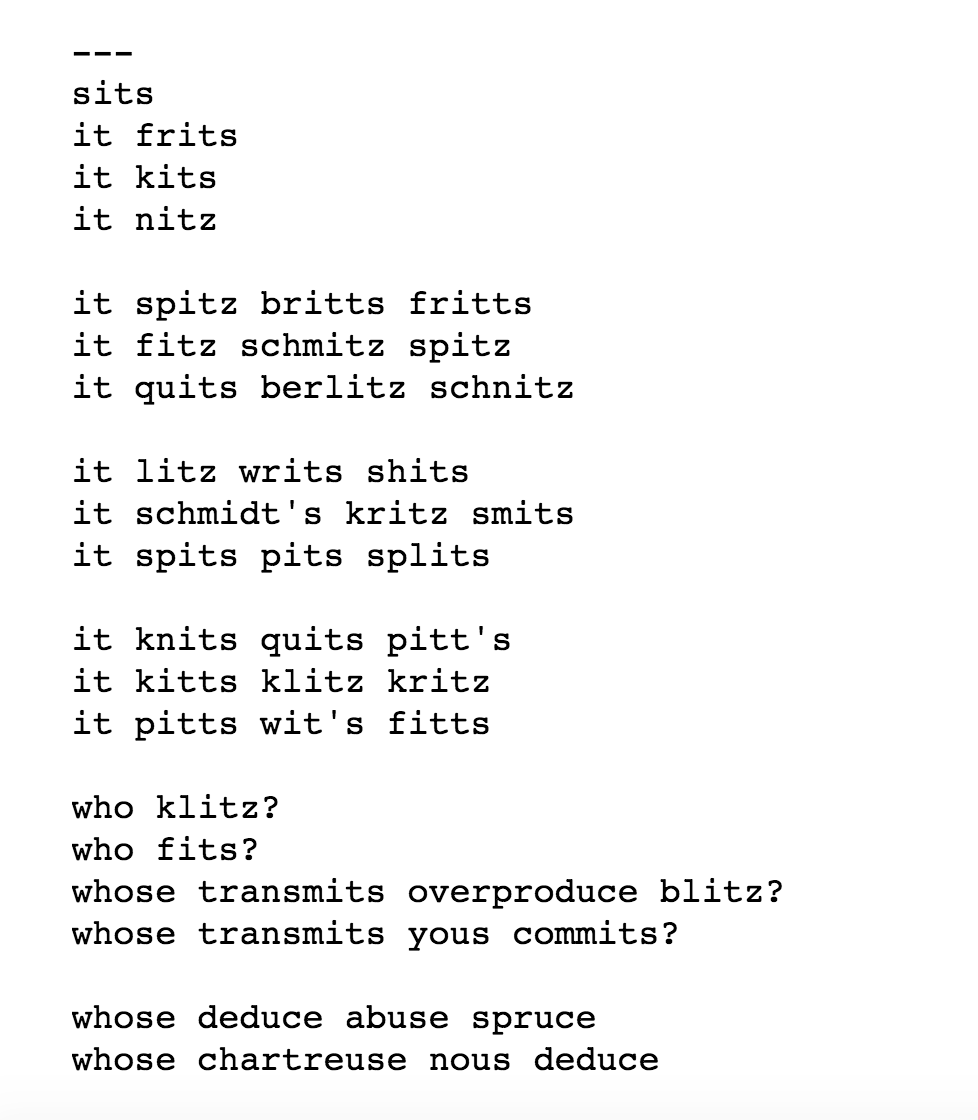 ---
sits
it frits
it kits
it nitz

it spitz britts fritts
it fitz schmitz spitz
it quits berlitz schnitz

it litz writs shits
it schmidt's kritz smits
it spits pits splits

it knits quits pitt's
it kitts klitz kritz
it pitts wit's fitts

who klitz?
who fits?
whose transmits overproduce blitz?
whose transmits yous commits?

whose deduce abuse spruce
whose chartreuse nous deduce